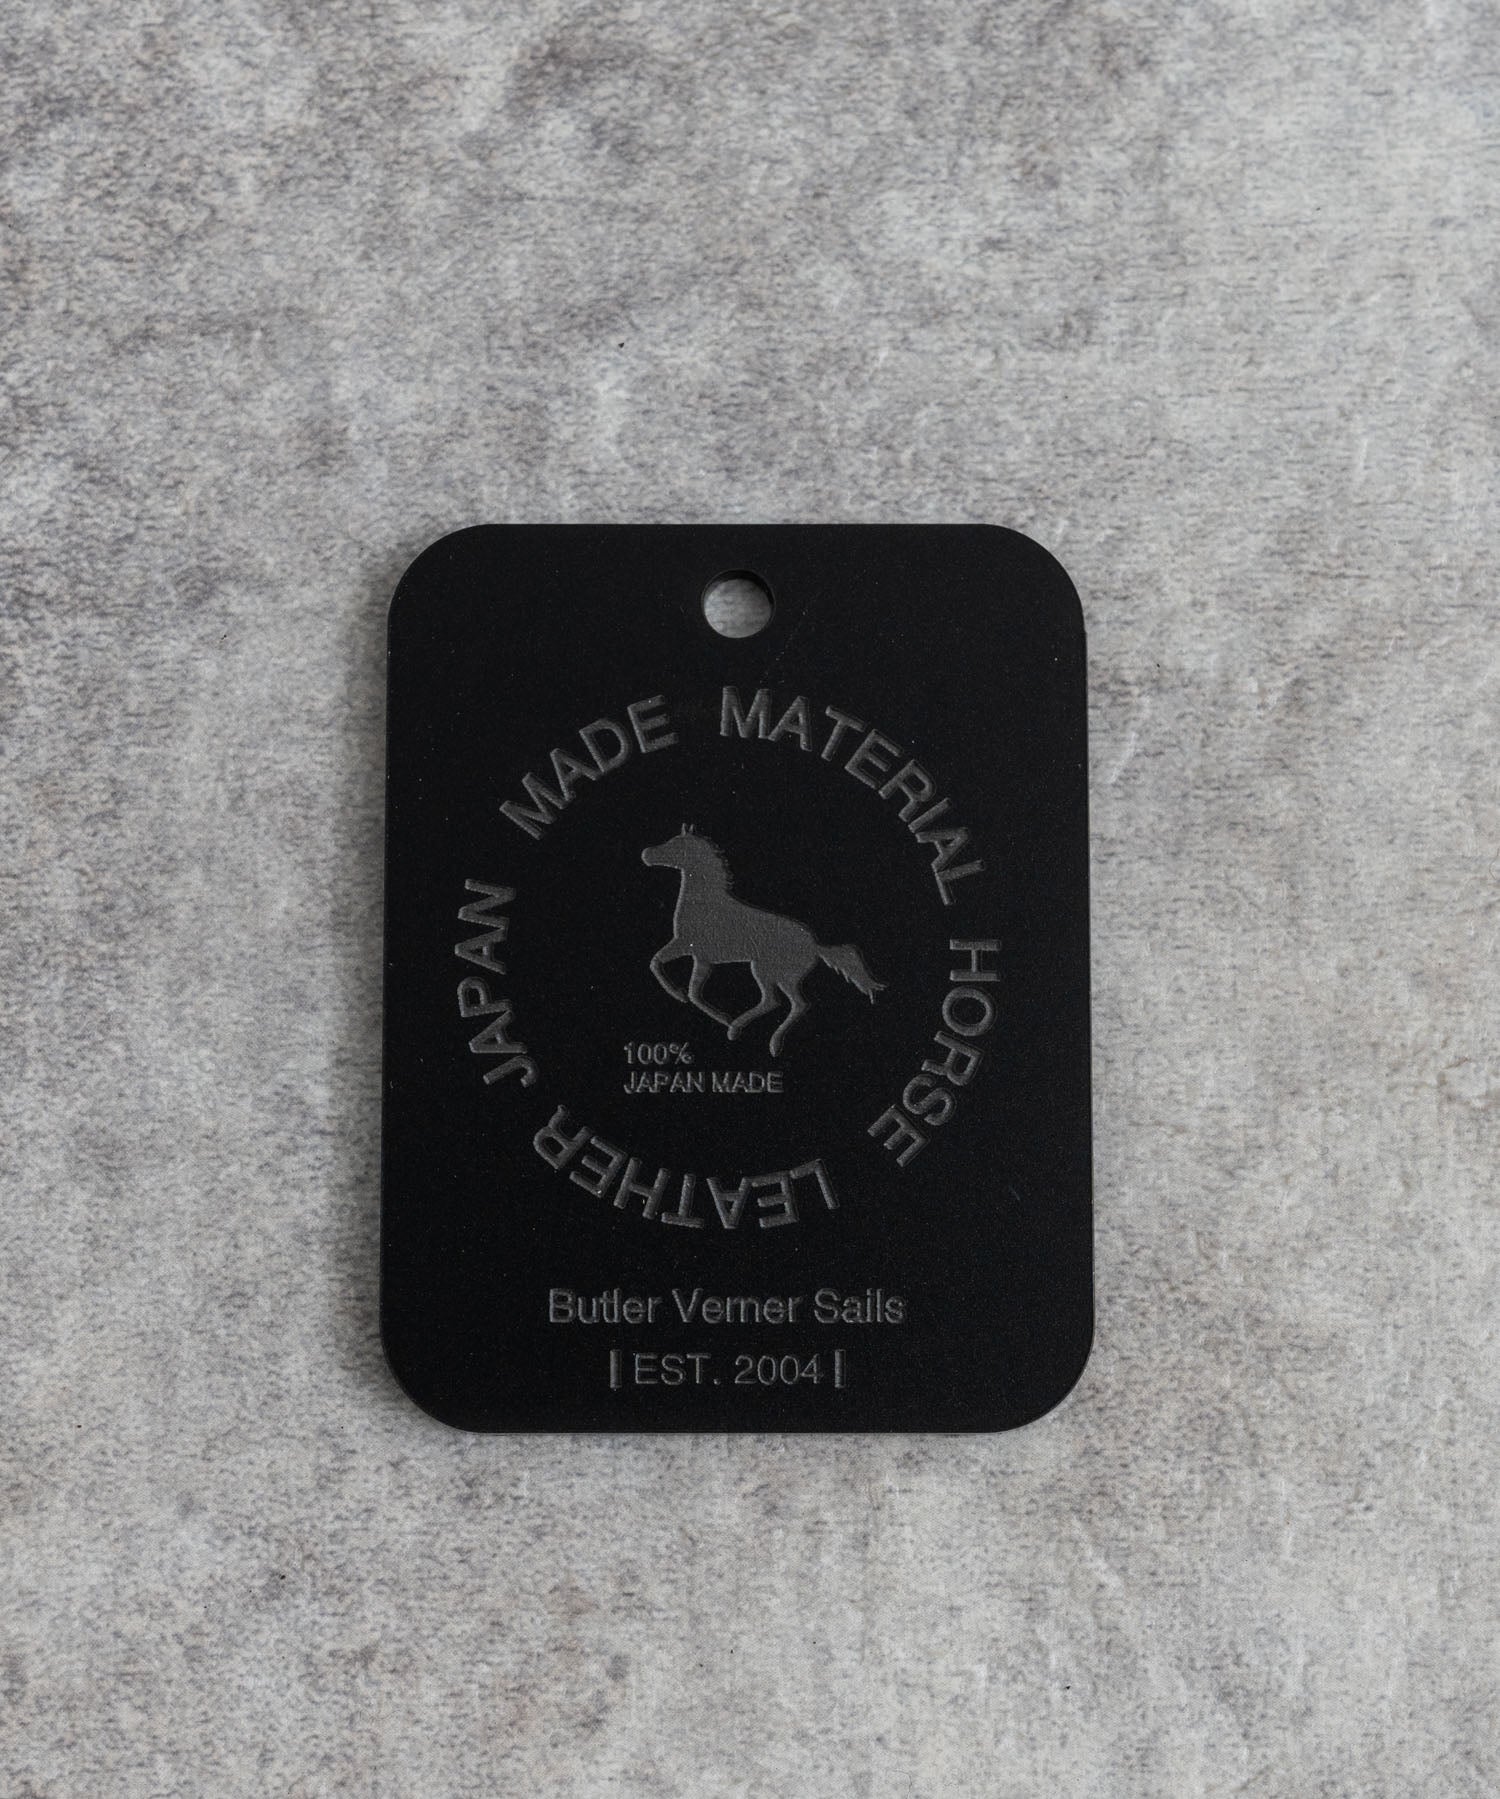 JAPAN MADE MATERIAL HORSE LEATHER
100%
JAPAN MADE
Butler Verner Sails
[ EST. 2004 ]